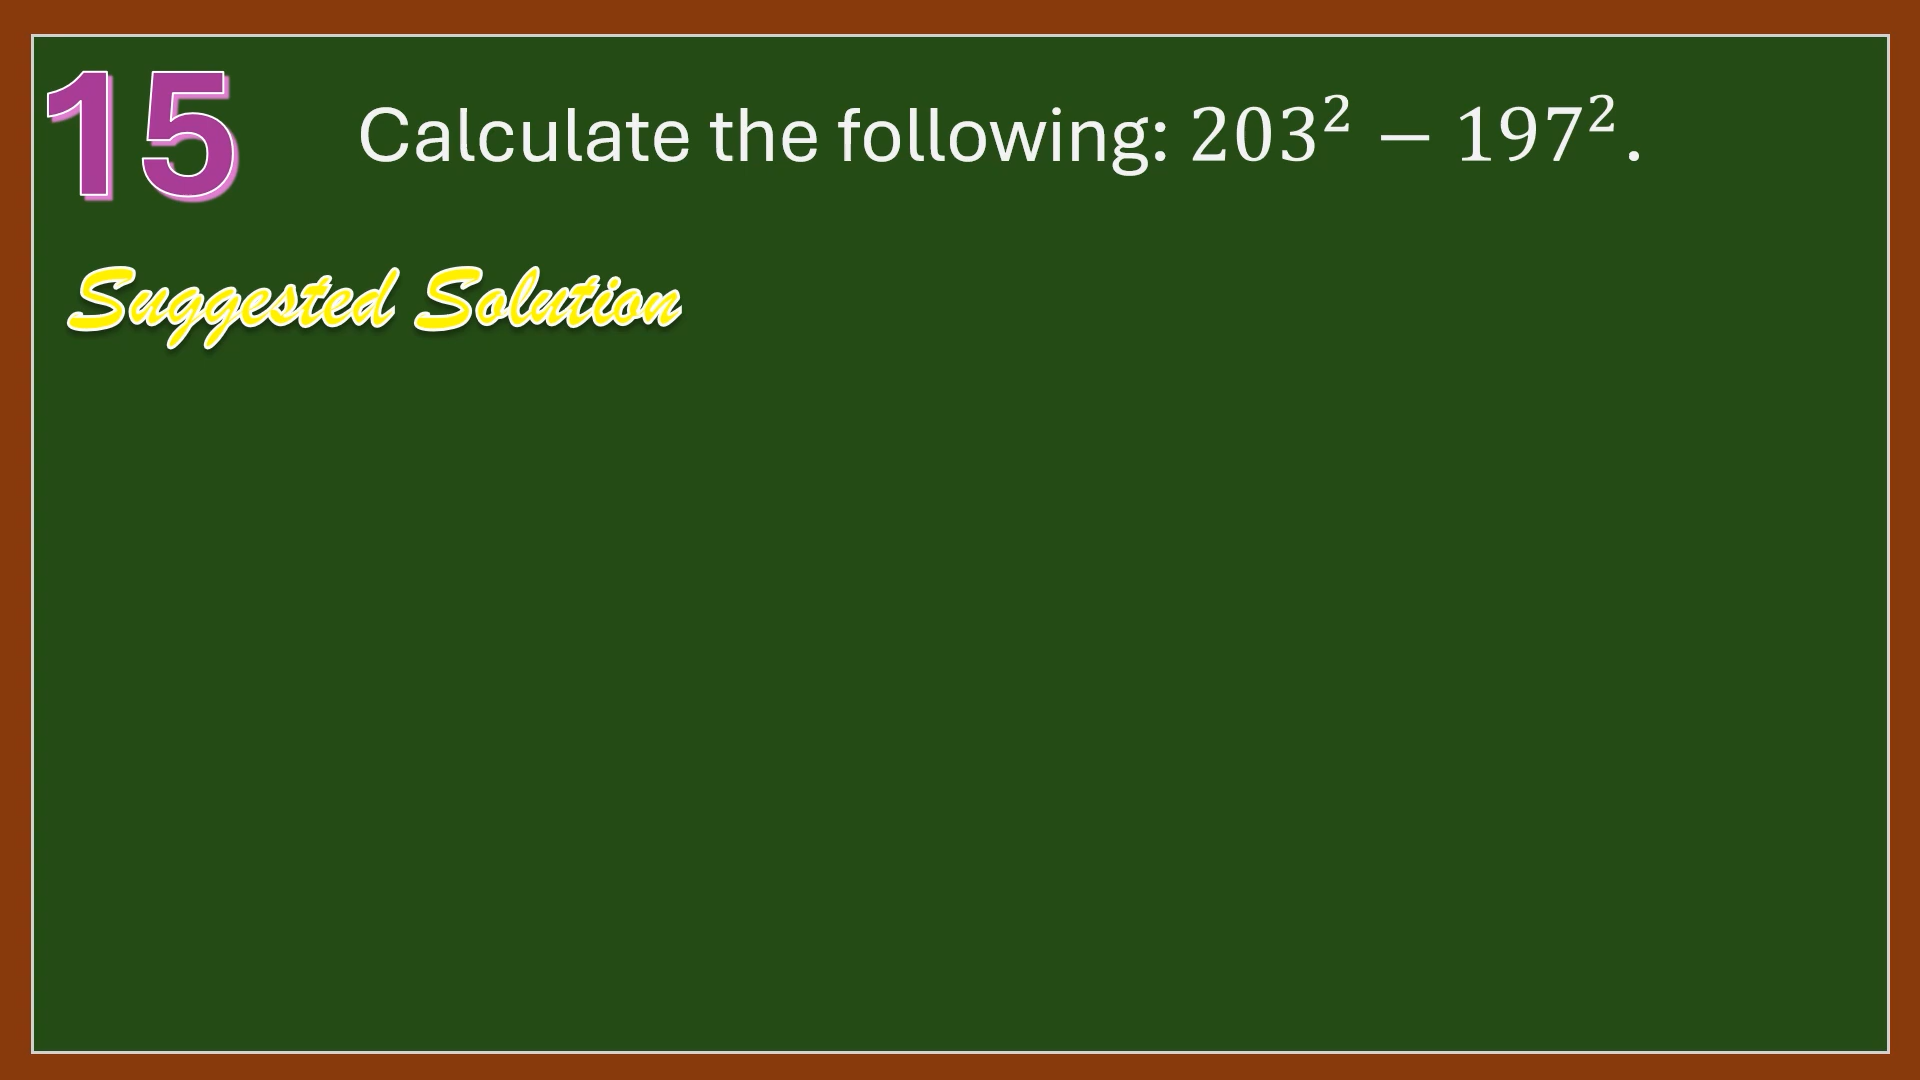 15
Calculate the following: 203² − 197².
Suggested Solution